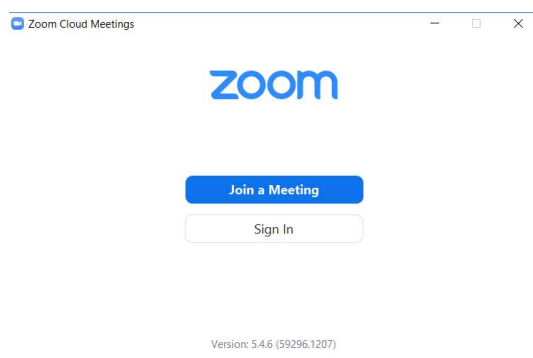 Zoom Cloud Meetings
zoom
Join a Meeting
Sign In
Version: 5.4.6 (59296.1207)